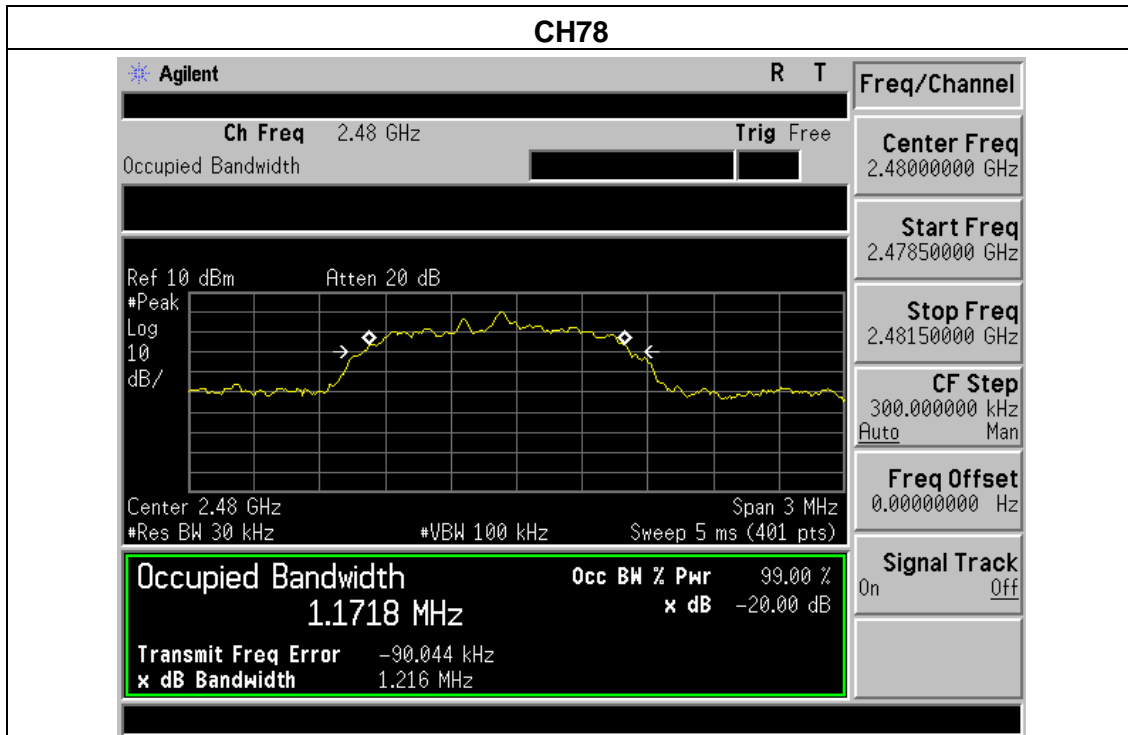 CH78
Agilent R T
Freq/Channel
Ch Freq 2.48 GHz Trig Free
Occupied Bandwidth
Center Freq
2.48000000 GHz
Start Freq
2.47850000 GHz
Stop Freq
2.48150000 GHz
CF Step
300.000000 kHz
Auto Man
Freq Offset
0.00000000 Hz
Signal Track
On Off
Ref 10 dBm Atten 20 dB
#Peak
Log
10
dB/
Center 2.48 GHz Span 3 MHz
#Res BW 30 kHz #VBW 100 kHz Sweep 5 ms (401 pts)
Occupied Bandwidth
1.1718 MHz
Occ BW % Pwr 99.00 %
x dB -20.00 dB
Transmit Freq Error -90.044 kHz
x dB Bandwidth 1.216 MHz